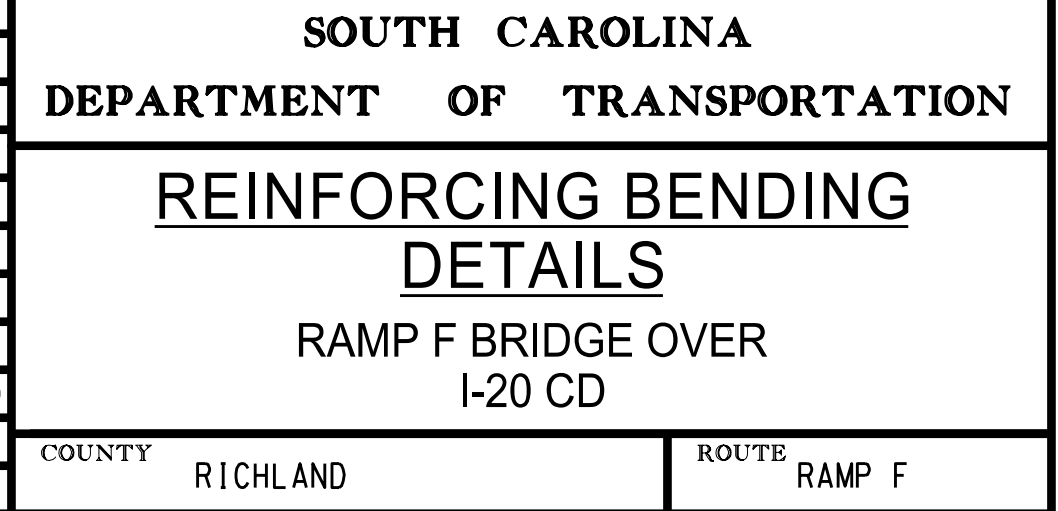 SOUTH CAROLINA
DEPARTMENT OF TRANSPORTATION
REINFORCING BENDING
DETAILS
RAMP F BRIDGE OVER
I-20 CD
COUNTY RICHLAND
ROUTE RAMP F